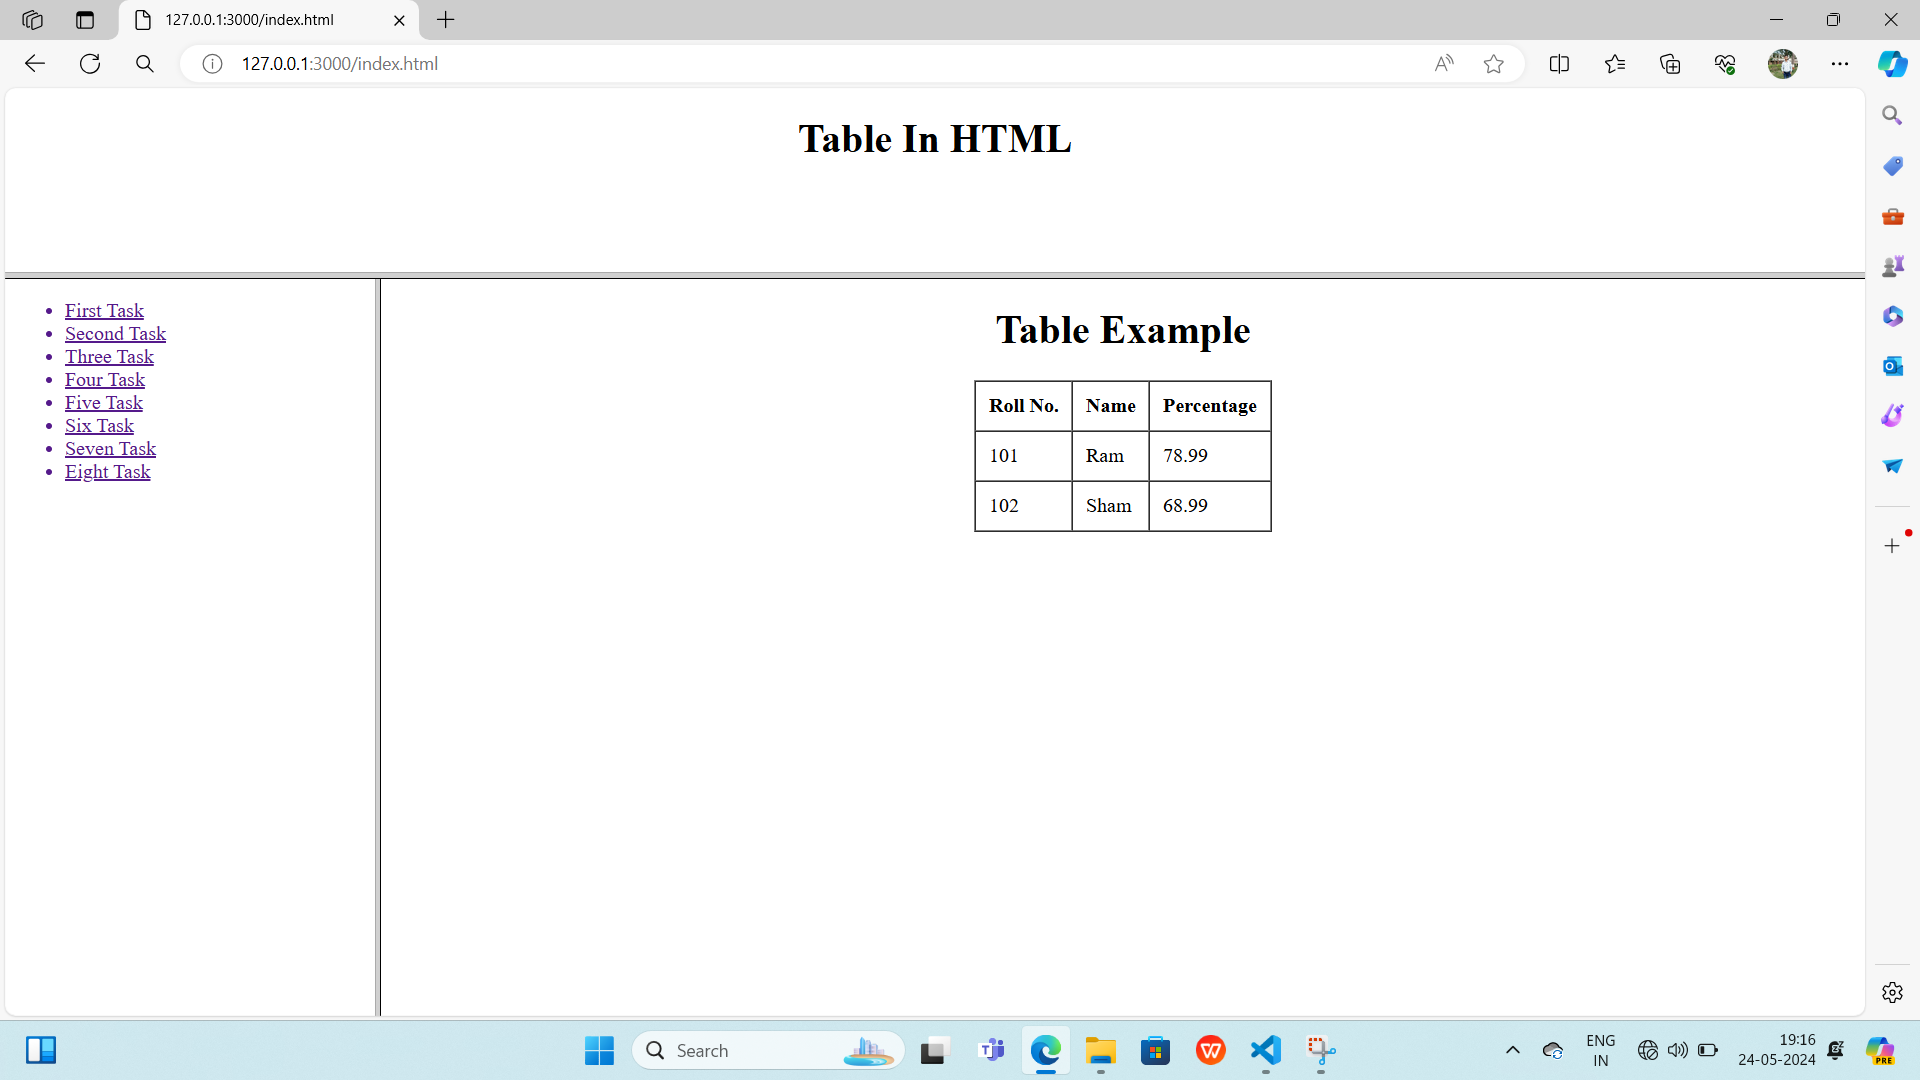 127.0.0.1:3000/index.html
127.0.0.1:3000/index.html
Table In HTML
First Task
Second Task
Three Task
Four Task
Five Task
Six Task
Seven Task
Eight Task
Table Example
Roll No. Name Percentage
101 Ram 78.99
102 Sham 68.99
Search
ENG
IN
19:16
24-05-2024
PRE